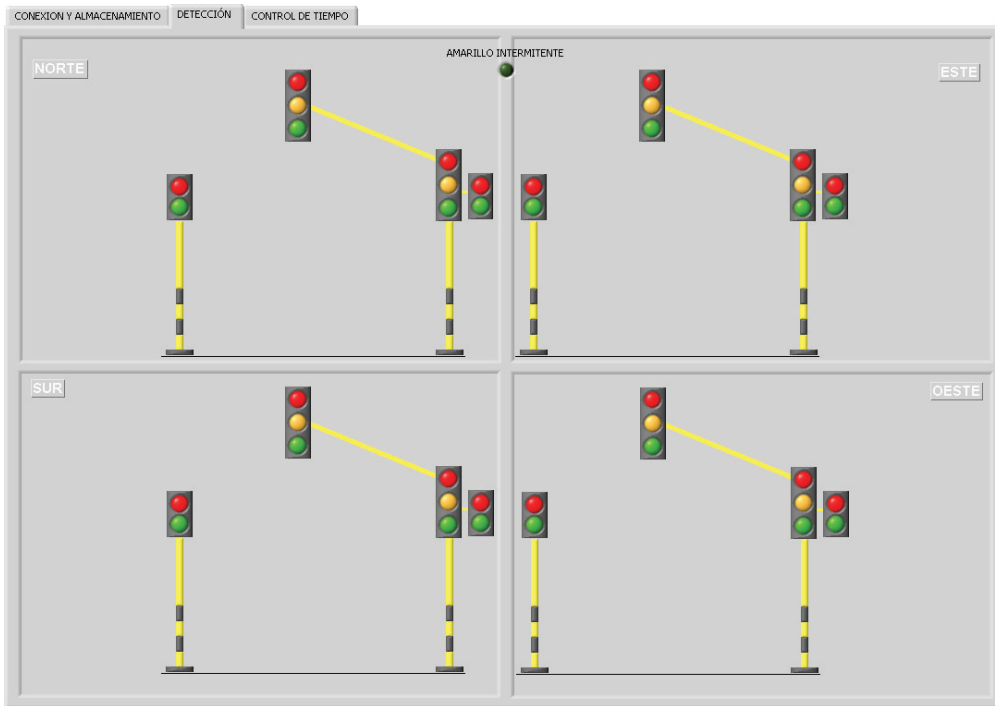 CONEXION Y ALMACENAMIENTO
DETECCIÓN
CONTROL DE TIEMPO
AMARILLO INTERMITENTE
NORTE
ESTE
SUR
OESTE